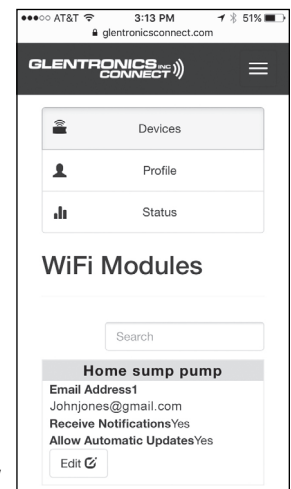 AT&T 3:13 PM 51%
glentronicsconnect.com
GLENTRONICS INC
CONNECT
Devices
Profile
Status
WiFi Modules
Search
Home sump pump
Email Address1
Johnjones@gmail.com
Receive NotificationsYes
Allow Automatic UpdatesYes
Edit